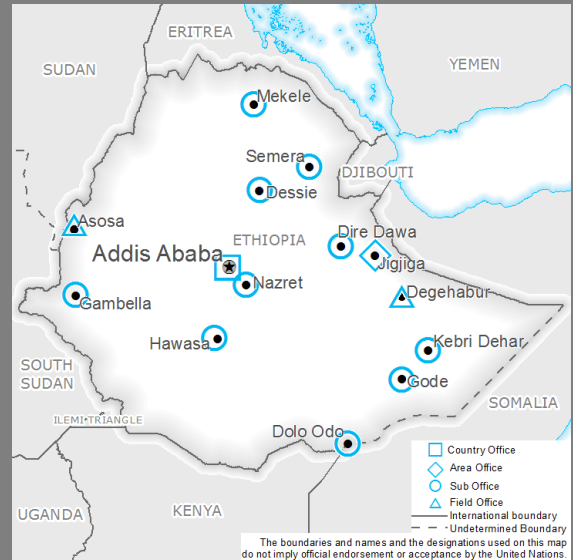 ERITREA
SUDAN
YEMEN
Mekele
Semera
DJIBOUTI
Dessie
Asosa
Dire Dawa
ETHIOPIA
Addis Ababa
Jigjiga
Nazret
Degehabur
Gambella
Hawasa
Kebri Dehar
SOUTH
SUDAN
Gode
SOMALIA
ILEMI TRIANGLE
Dolo Odo
Country Office
Area Office
Sub Office
Field Office
UGANDA
KENYA
International boundary
Undetermined Boundary
The boundaries and names and the designations used on this map
do not imply official endorsement or acceptance by the United Nations.